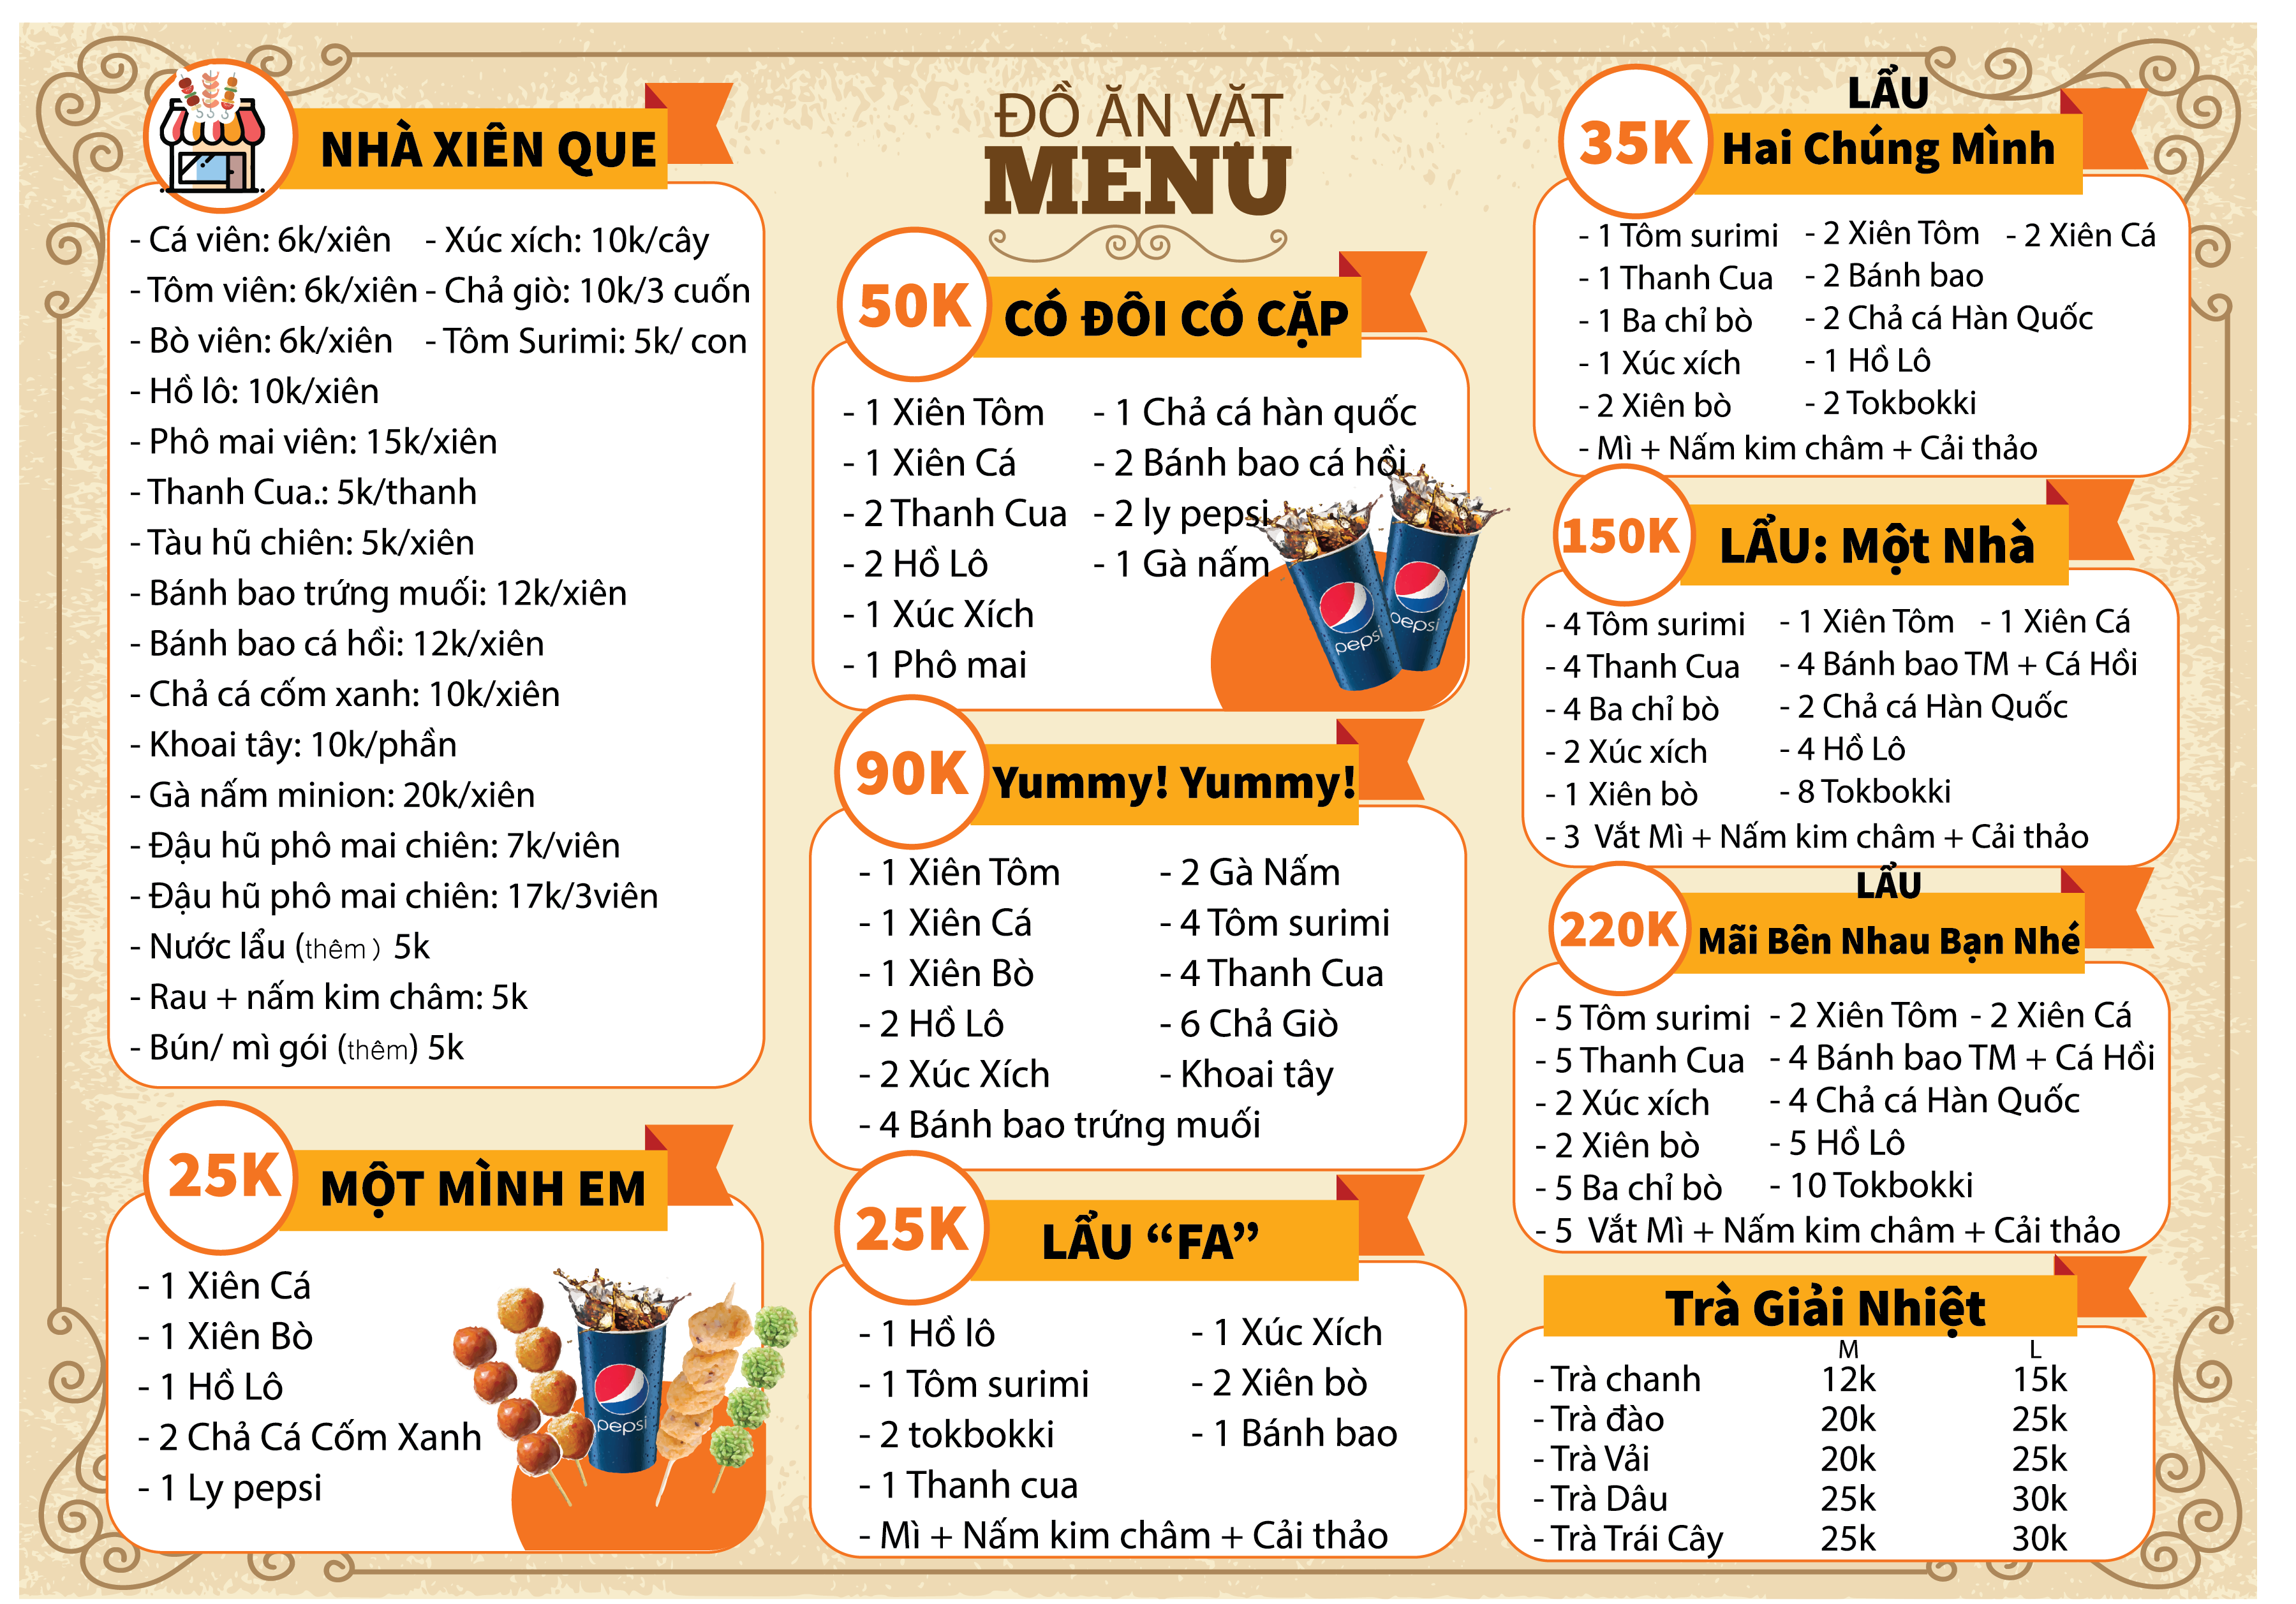 ĐỒ ĂN VẶT
MENU
NHÀ XIÊN QUE
- Cá viên: 6k/xiên - Xúc xích: 10k/cây
- Tôm viên: 6k/xiên - Chả giò: 10k/3 cuốn
- Bò viên: 6k/xiên - Tôm Surimi: 5k/ con
- Hồ lô: 10k/xiên
- Phô mai viên: 15k/xiên
- Thanh Cua.: 5k/thanh
- Tàu hũ chiên: 5k/xiên
- Bánh bao trứng muối: 12k/xiên
- Bánh bao cá hồi: 12k/xiên
- Chả cá cốm xanh: 10k/xiên
- Khoai tây: 10k/phần
- Gà nấm minion: 20k/xiên
- Đậu hũ phô mai chiên: 7k/viên
- Đậu hũ phô mai chiên: 17k/3viên
- Nước lẩu (thêm ) 5k
- Rau + nấm kim châm: 5k
- Bún/ mì gói (thêm) 5k
25K MỘT MÌNH EM
- 1 Xiên Cá
- 1 Xiên Bò
- 1 Hồ Lô
- 2 Chả Cá Cốm Xanh
- 1 Ly pepsi
pepsi
50K CÓ ĐÔI CÓ CẶP
- 1 Xiên Tôm - 1 Chả cá hàn quốc
- 1 Xiên Cá - 2 Bánh bao cá hồi
- 2 Thanh Cua - 2 ly pepsi
- 2 Hồ Lô - 1 Gà nấm
- 1 Xúc Xích
- 1 Phô mai
pepsi pepsi
90K Yummy! Yummy!
- 1 Xiên Tôm - 2 Gà Nấm
- 1 Xiên Cá - 4 Tôm surimi
- 1 Xiên Bò - 4 Thanh Cua
- 2 Hồ Lô - 6 Chả Giò
- 2 Xúc Xích - Khoai tây
- 4 Bánh bao trứng muối
25K LẨU “FA”
- 1 Hồ lô - 1 Xúc Xích
- 1 Tôm surimi - 2 Xiên bò
- 2 tokbokki - 1 Bánh bao
- 1 Thanh cua
- Mì + Nấm kim châm + Cải thảo
LẨU
35K Hai Chúng Mình
- 1 Tôm surimi - 2 Xiên Tôm - 2 Xiên Cá
- 1 Thanh Cua - 2 Bánh bao
- 1 Ba chỉ bò - 2 Chả cá Hàn Quốc
- 1 Xúc xích - 1 Hồ Lô
- 2 Xiên bò - 2 Tokbokki
- Mì + Nấm kim châm + Cải thảo
150K LẨU: Một Nhà
- 4 Tôm surimi - 1 Xiên Tôm - 1 Xiên Cá
- 4 Thanh Cua - 4 Bánh bao TM + Cá Hồi
- 4 Ba chỉ bò - 2 Chả cá Hàn Quốc
- 2 Xúc xích - 4 Hồ Lô
- 1 Xiên bò - 8 Tokbokki
- 3 Vắt Mì + Nấm kim châm + Cải thảo
LẨU
220K Mãi Bên Nhau Bạn Nhé
- 5 Tôm surimi - 2 Xiên Tôm - 2 Xiên Cá
- 5 Thanh Cua - 4 Bánh bao TM + Cá Hồi
- 2 Xúc xích - 4 Chả cá Hàn Quốc
- 2 Xiên bò - 5 Hồ Lô
- 5 Ba chỉ bò - 10 Tokbokki
- 5 Vắt Mì + Nấm kim châm + Cải thảo
Trà Giải Nhiệt
M L
- Trà chanh 12k 15k
- Trà đào 20k 25k
- Trà Vải 20k 25k
- Trà Dâu 25k 30k
- Trà Trái Cây 25k 30k